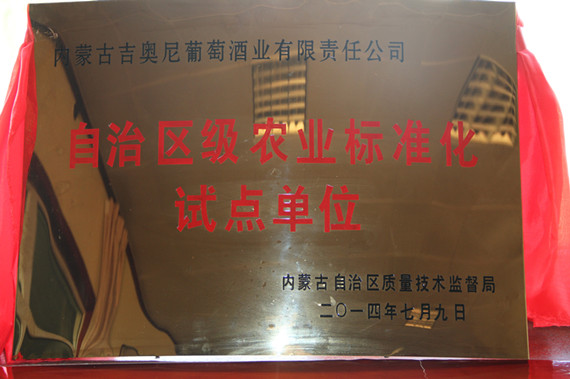 内蒙古吉奥尼葡萄酒业有限责任公司
自治区级农业标准化
试点单位
内蒙古自治区质量技术监督局
二〇一四年七月九日